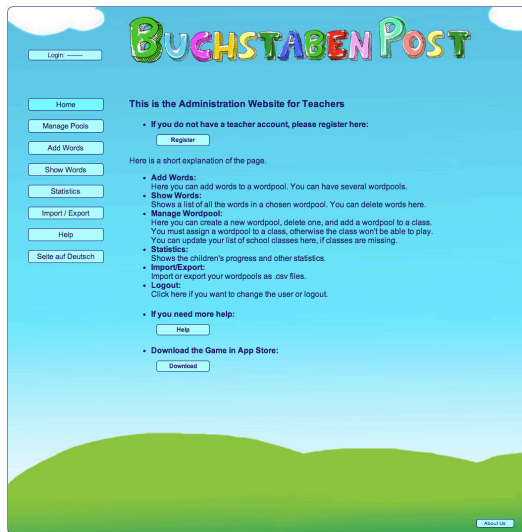 BUCHSTABEN POST
Login: -------
Home
Manage Pools
Add Words
Show Words
Statistics
Import / Export
Help
Seite auf Deutsch
This is the Administration Website for Teachers
• If you do not have a teacher account, please register here:
Register
Here is a short explanation of the page.
• Add Words:
Here you can add words to a wordpool. You can have several wordpools.
• Show Words:
Shows a list of all the words in a chosen wordpool. You can delete words here.
• Manage Wordpool:
Here you can create a new wordpool, delete one, and add a wordpool to a class.
You must assign a wordpool to a class, otherwise the class won't be able to play.
You can update your list of school classes here, if classes are missing.
• Statistics:
Shows the children's progress and other statistics.
• Import/Export:
Import or export your wordpools as .csv files.
• Logout:
Click here if you want to change the user or logout.
• If you need more help:
Help
• Download the Game in App Store:
Download
About Us